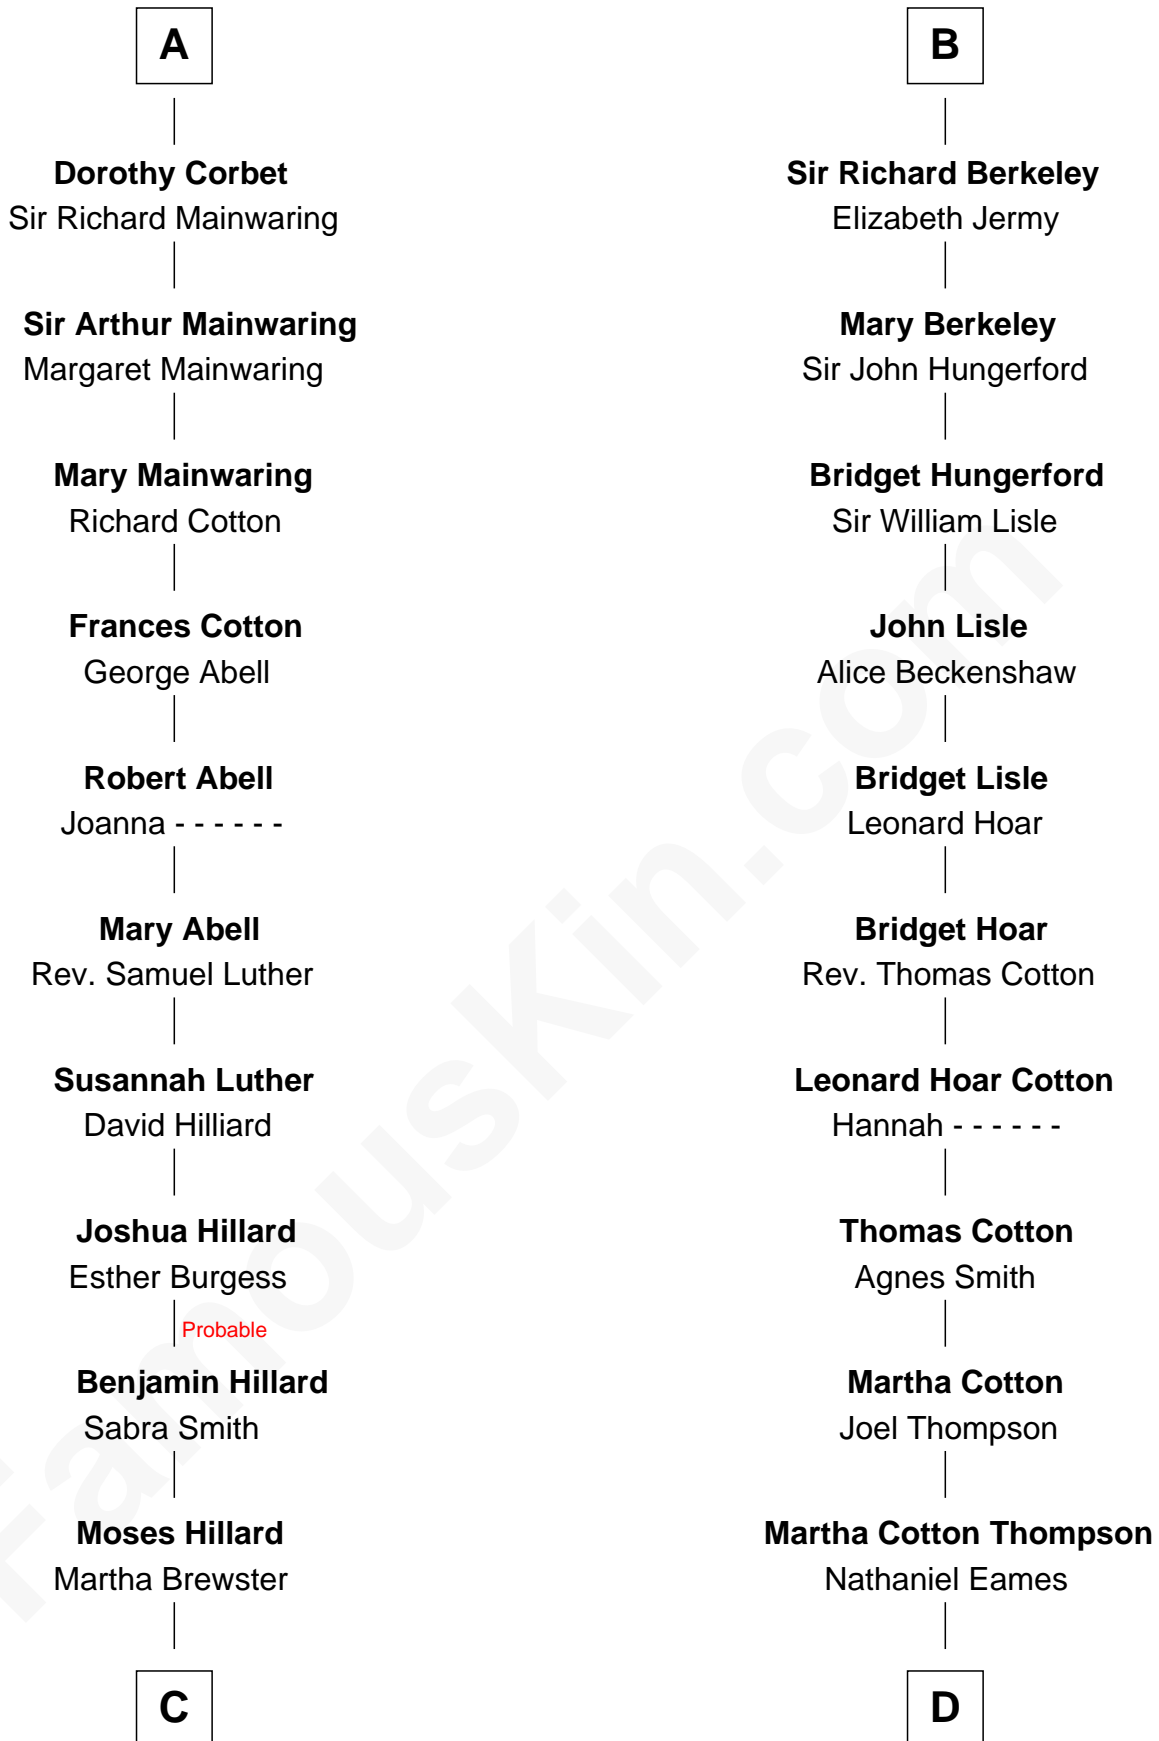 A
Dorothy Corbet
Sir Richard Mainwaring
Sir Arthur Mainwaring
Margaret Mainwaring
Mary Mainwaring
Richard Cotton
Frances Cotton
George Abell
Robert Abell
Joanna - - - - - -
Mary Abell
Rev. Samuel Luther
Susannah Luther
David Hilliard
Joshua Hillard
Esther Burgess
Probable
Benjamin Hillard
Sabra Smith
Moses Hillard
Martha Brewster
C
B
Sir Richard Berkeley
Elizabeth Jermy
Mary Berkeley
Sir John Hungerford
Bridget Hungerford
Sir William Lisle
John Lisle
Alice Beckenshaw
Bridget Lisle
Leonard Hoar
Bridget Hoar
Rev. Thomas Cotton
Leonard Hoar Cotton
Hannah - - - - - -
Thomas Cotton
Agnes Smith
Martha Cotton
Joel Thompson
Martha Cotton Thompson
Nathaniel Eames
D
FamousKin.com